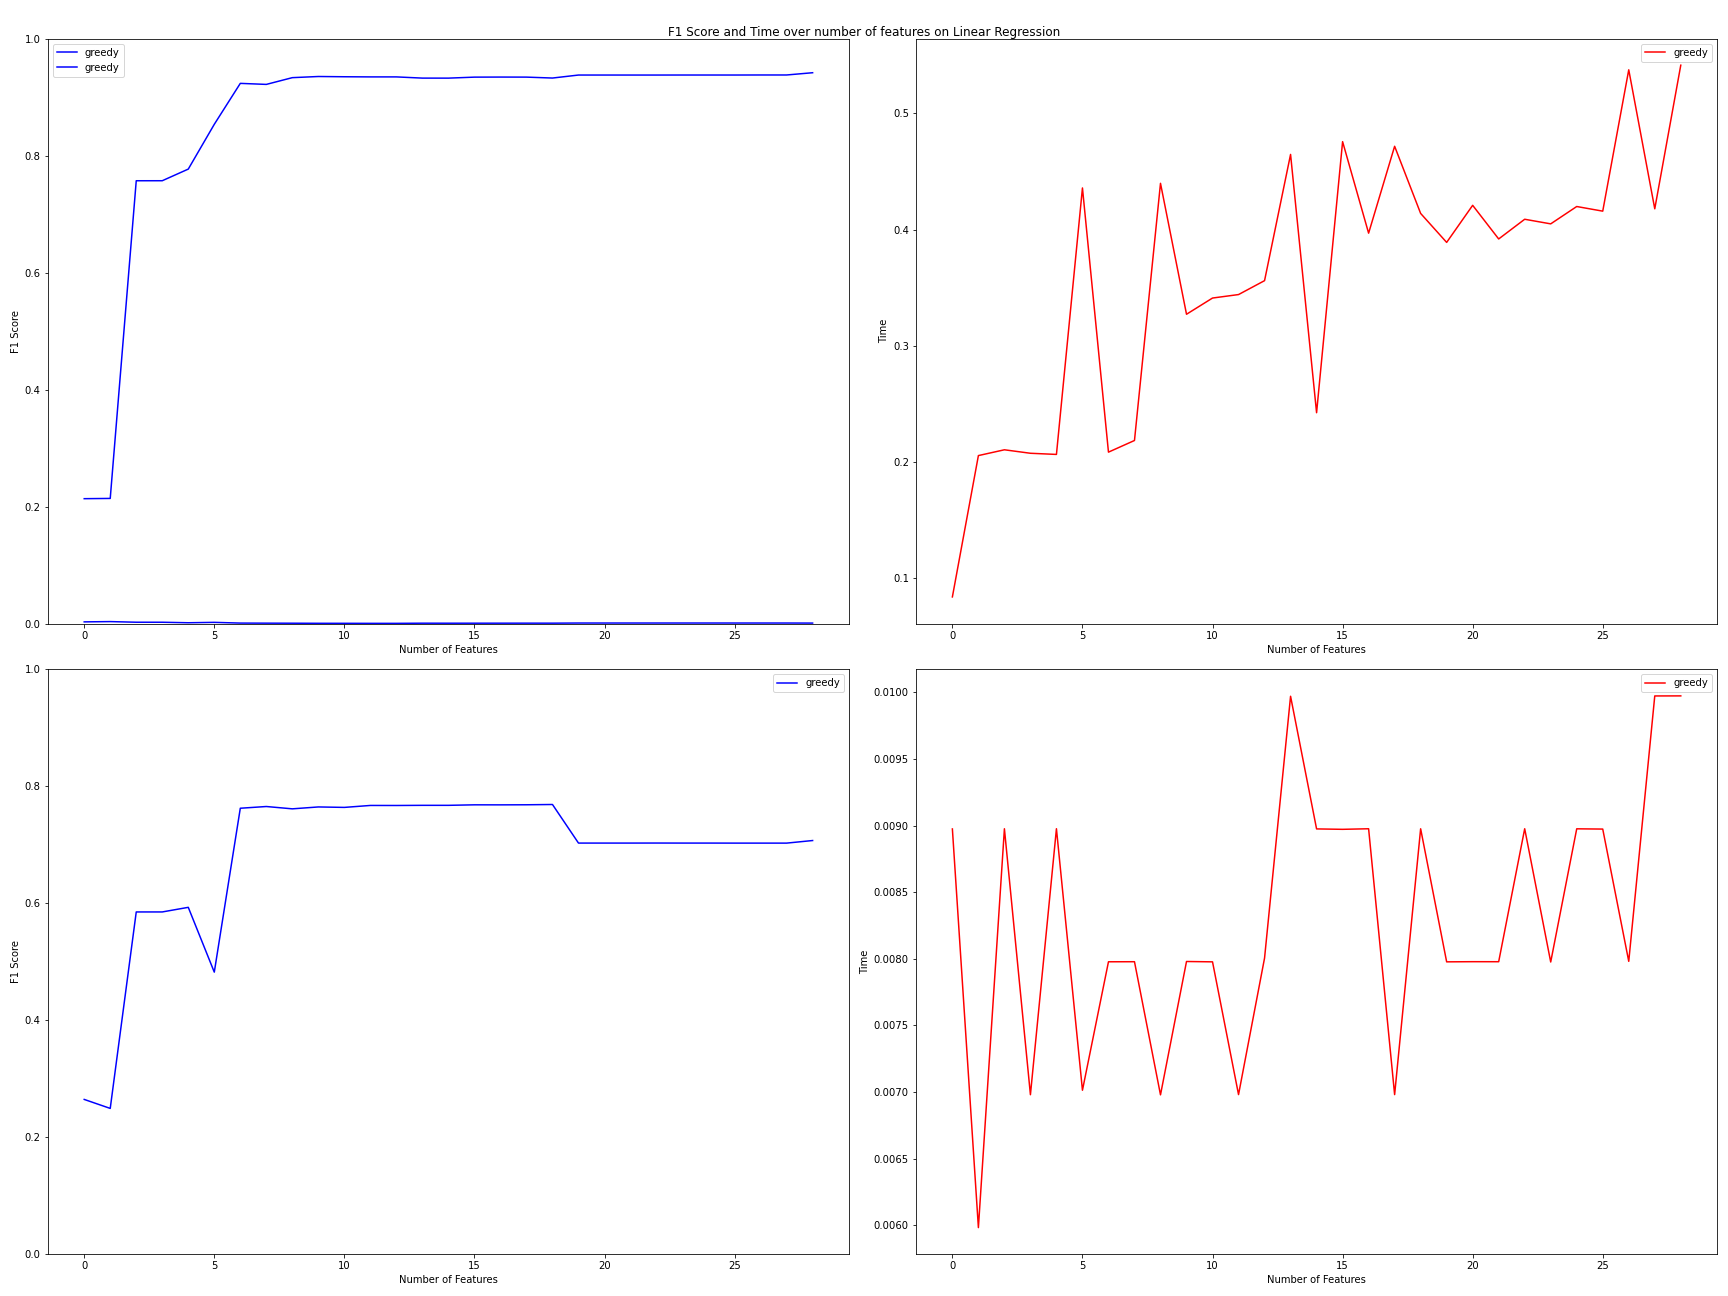 F1 Score and Time over number of features on Linear Regression
greedy
greedy
F1 Score
1.0
0.8
0.6
0.4
0.2
0.0
0 5 10 15 20 25
Number of Features
greedy
Time
0.5
0.4
0.3
0.2
0.1
0 5 10 15 20 25
Number of Features
greedy
F1 Score
1.0
0.8
0.6
0.4
0.2
0.0
0 5 10 15 20 25
Number of Features
greedy
Time
0.0100
0.0095
0.0090
0.0085
0.0080
0.0075
0.0070
0.0065
0.0060
0 5 10 15 20 25
Number of Features